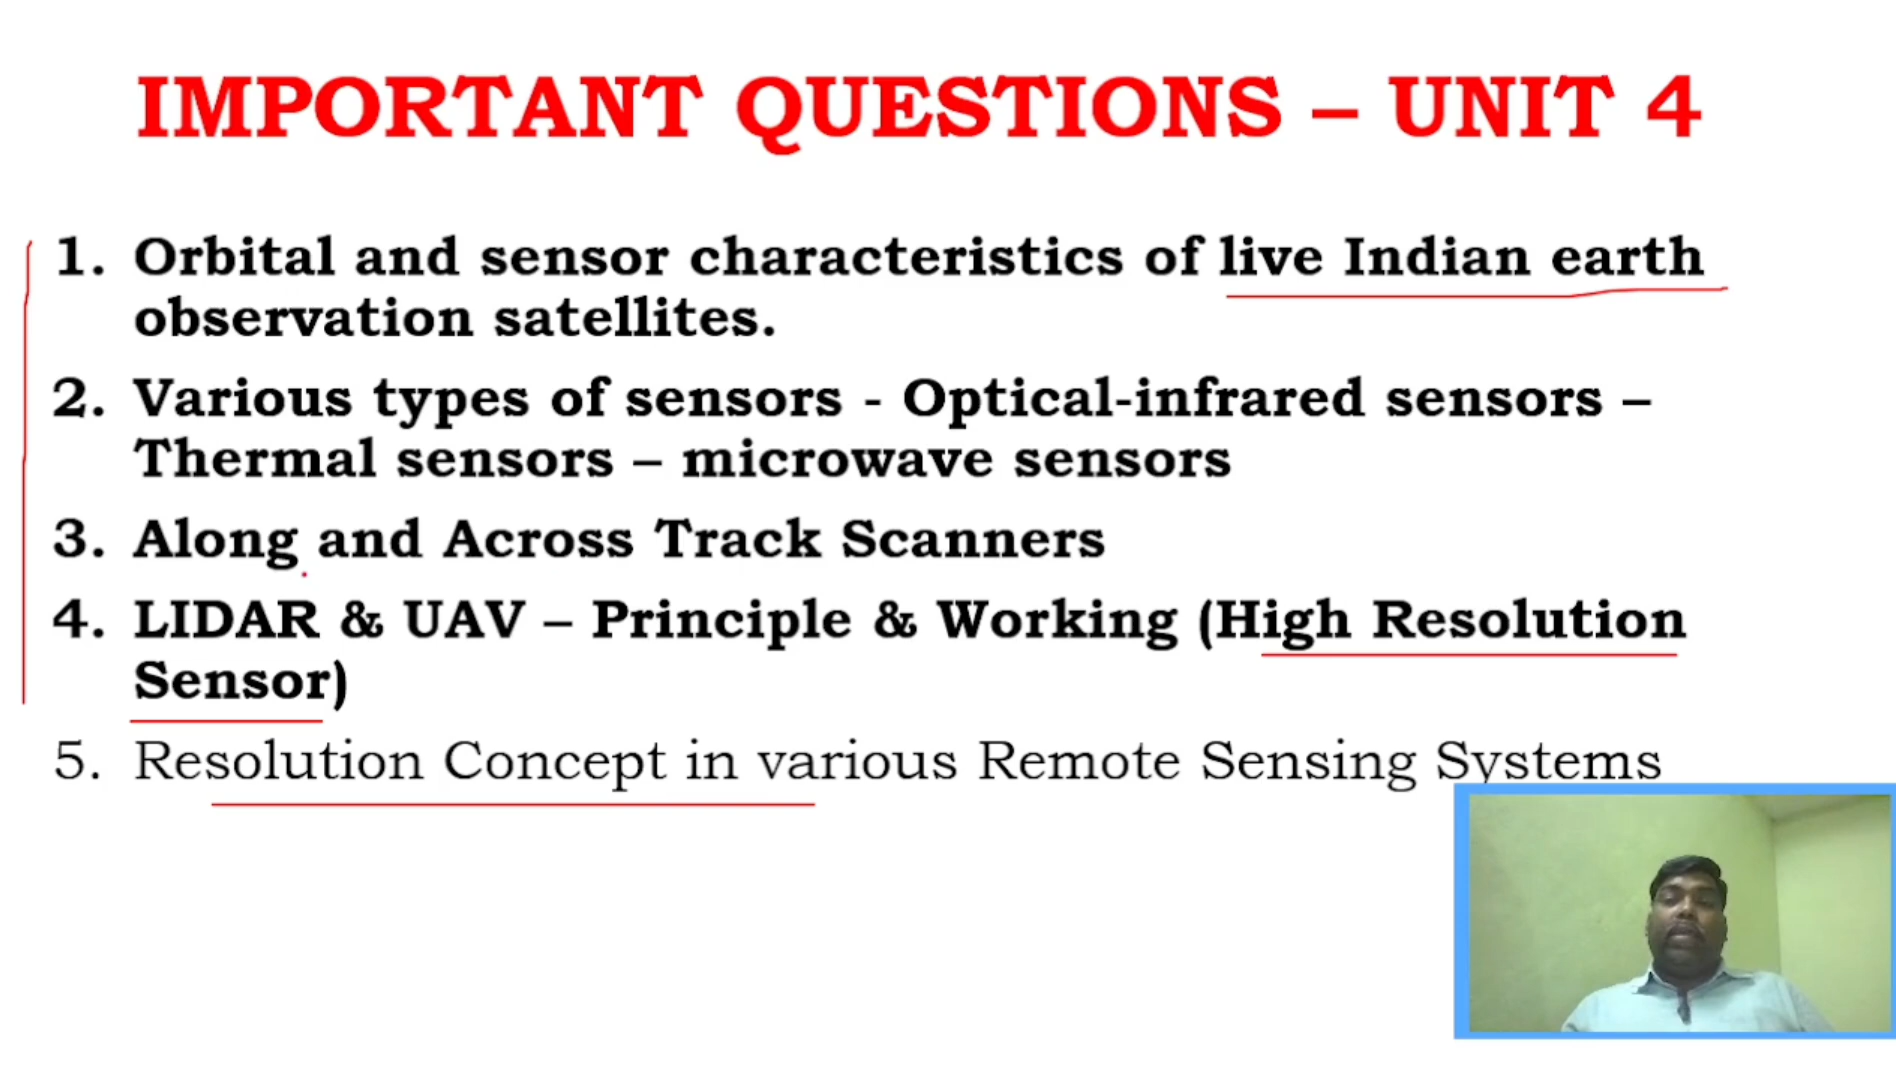 IMPORTANT QUESTIONS – UNIT 4
1. Orbital and sensor characteristics of live Indian earth
observation satellites.
2. Various types of sensors - Optical-infrared sensors –
Thermal sensors – microwave sensors
3. Along and Across Track Scanners
4. LIDAR & UAV – Principle & Working (High Resolution
Sensor)
5. Resolution Concept in various Remote Sensing Systems